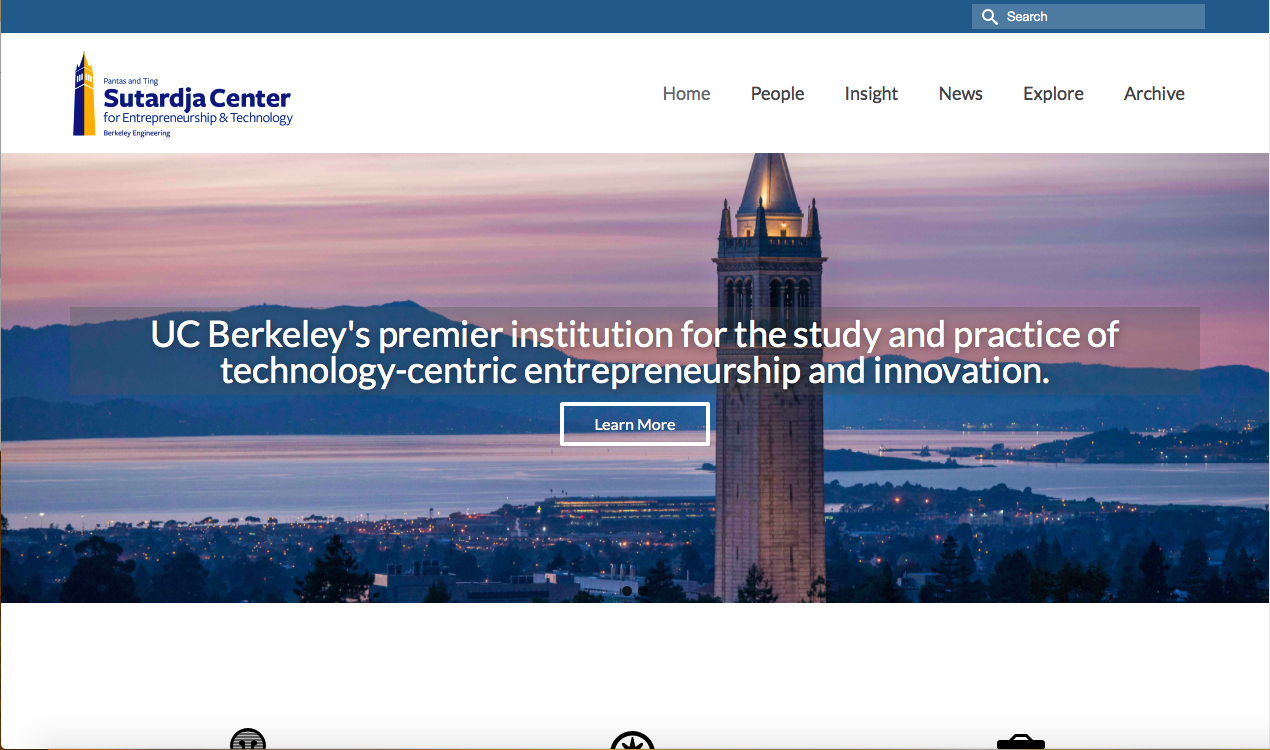 Search
Pantas and Ting
Sutardja Center
for Entrepreneurship & Technology
Berkeley Engineering
Home People Insight News Explore Archive
UC Berkeley's premier institution for the study and practice of
technology-centric entrepreneurship and innovation.
Learn More